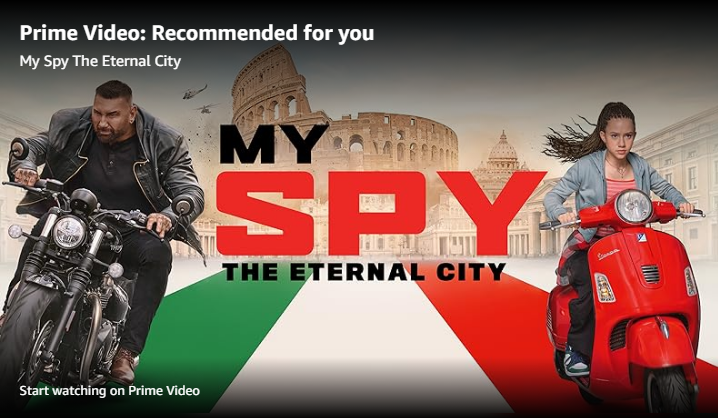 Prime Video: Recommended for you
My Spy The Eternal City
MY
SPY
THE ETERNAL CITY
Vespa
Start watching on Prime Video